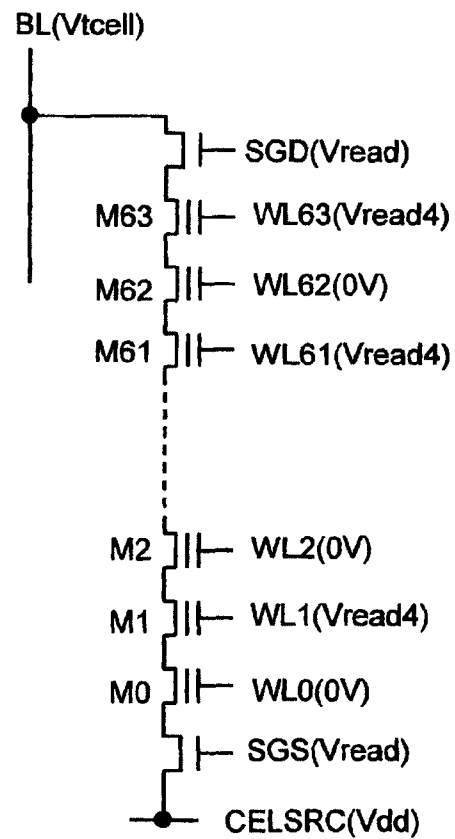 BL(Vtcell)
SGD(Vread)
M63 WL63(Vread4)
M62 WL62(0V)
M61 WL61(Vread4)
M2 WL2(0V)
M1 WL1(Vread4)
M0 WL0(0V)
SGS(Vread)
CELSRC(Vdd)